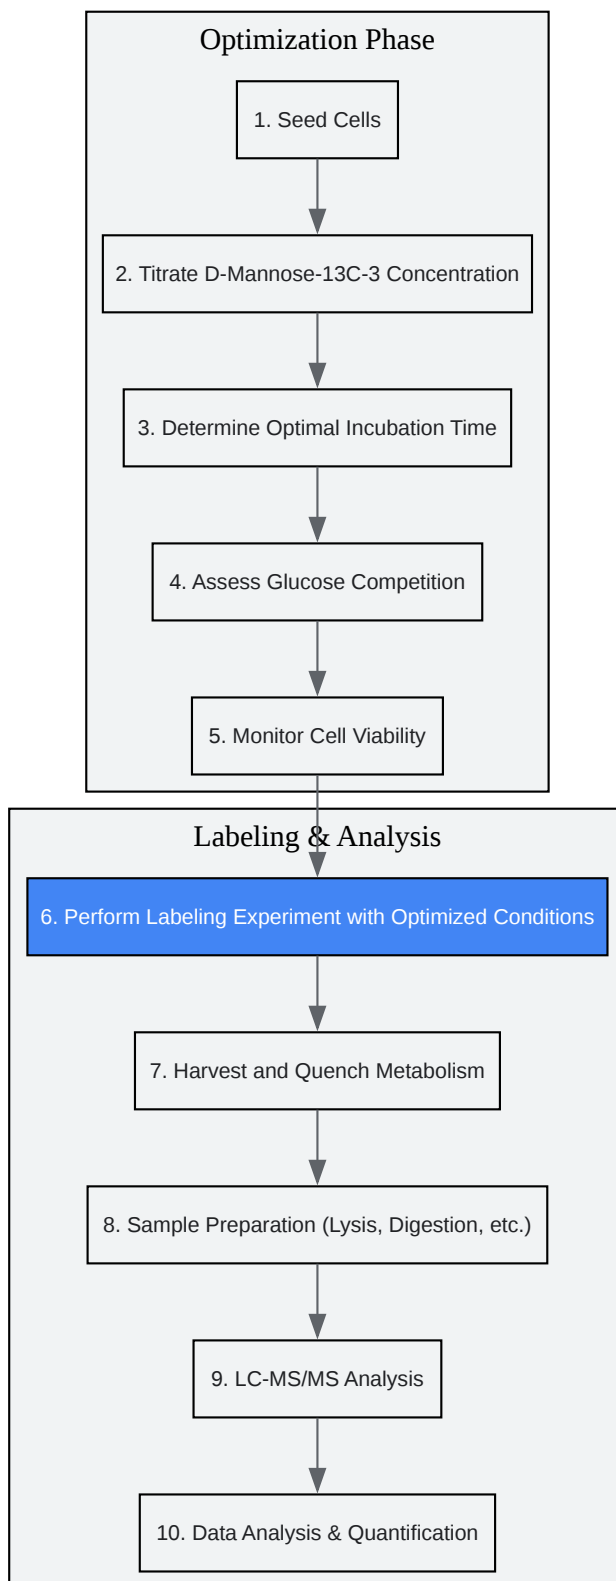 Optimization Phase
1. Seed Cells
2. Titrate D-Mannose-13C-3 Concentration
3. Determine Optimal Incubation Time
4. Assess Glucose Competition
5. Monitor Cell Viability
Labeling & Analysis
6. Perform Labeling Experiment with Optimized Conditions
7. Harvest and Quench Metabolism
8. Sample Preparation (Lysis, Digestion, etc.)
9. LC-MS/MS Analysis
10. Data Analysis & Quantification